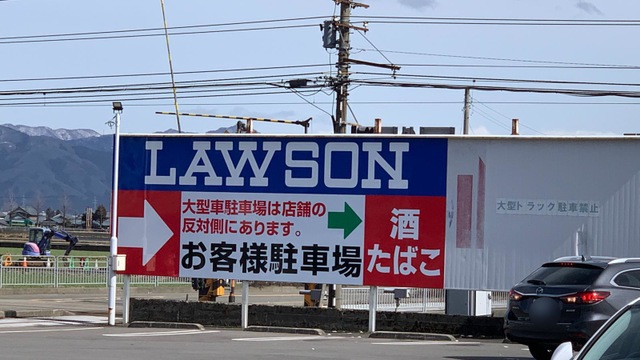 LAWSON
大型車駐車場は店舗の
反対側にあります。
お客様駐車場
酒
たばこ
大型トラック駐車禁止